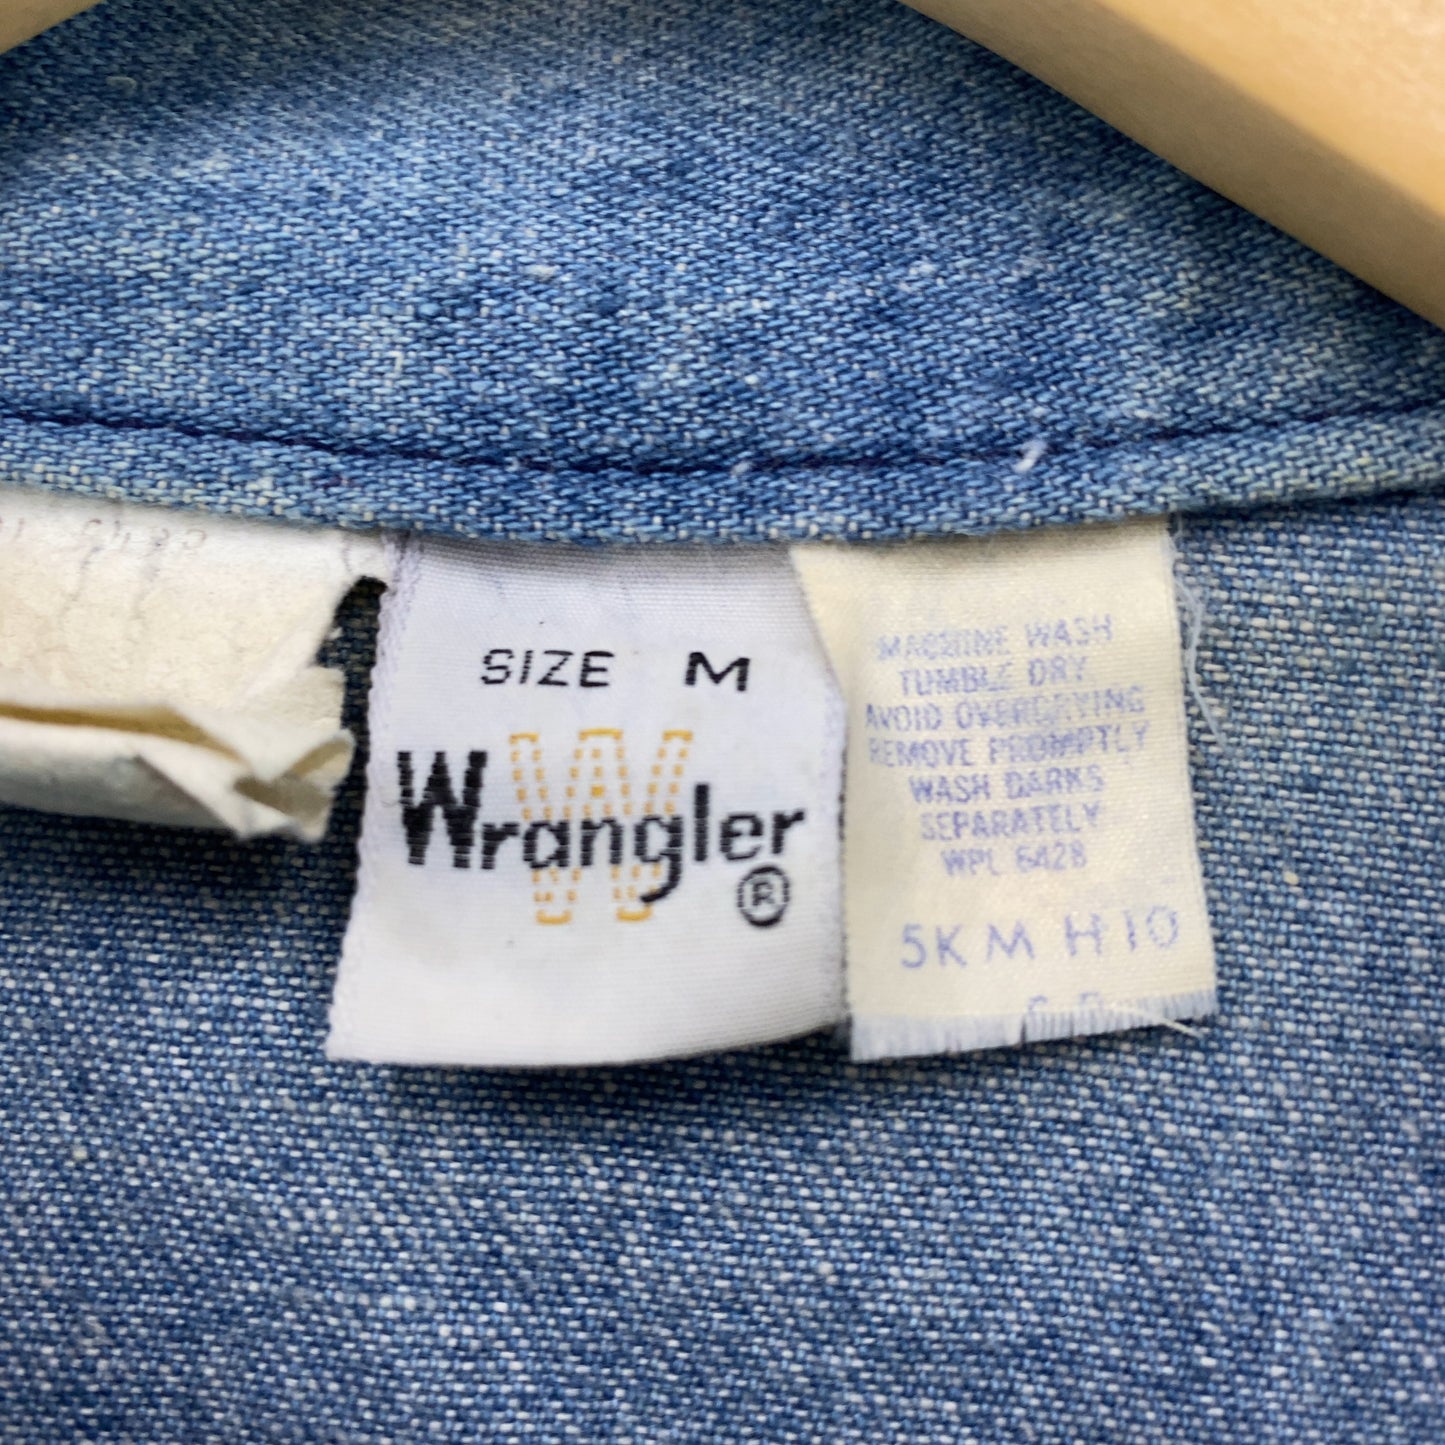 SIZE M
Wrangler
®
MACHINE WASH
TUMBLE DRY
AVOID OVERDRYING
REMOVE PROMPTLY
WASH DARKS
SEPARATELY
WPL 6428
5KM H10